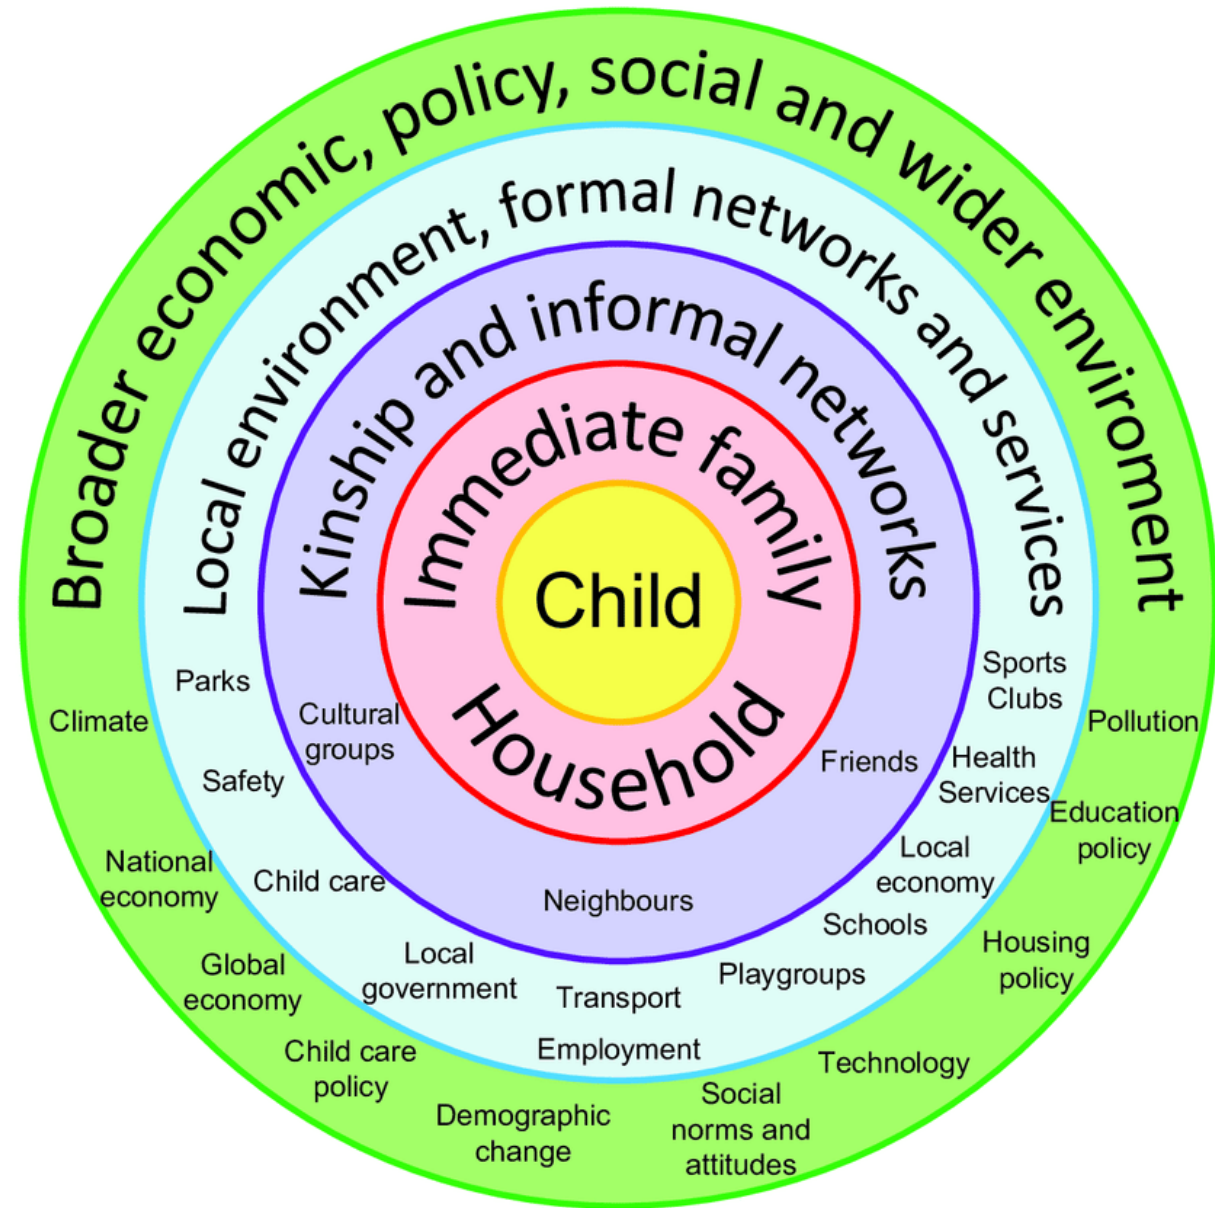 Broader economic, policy, social and wider enviroment
Local environment, formal networks and services
Kinship and informal networks
Immediate family
Child
Household
Parks
Climate
Cultural
groups
Safety
National
economy
Child care
Global
economy
Local
government
Child care
policy
Demographic
change
Neighbours
Transport
Employment
Social
norms and
attitudes
Technology
Playgroups
Schools
Local
economy
Housing
policy
Friends
Health
Services
Education
policy
Sports
Clubs
Pollution